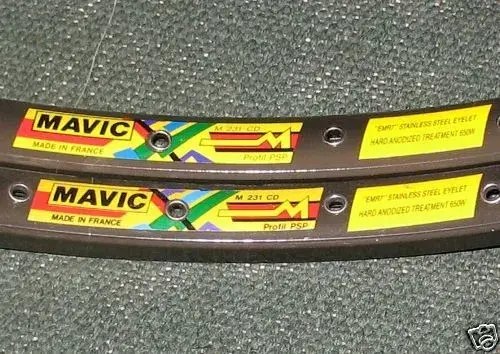 MAVIC
MADE IN FRANCE
M 231 CD
Profil PSP
"EMRT" STAINLESS STEEL EYELET
HARD ANODIZED TREATMENT 650W
MAVIC
MADE IN FRANCE
M 231 CD
Profil PSP
"EMRT" STAINLESS STEEL EYELET
HARD ANODIZED TREATMENT 650W